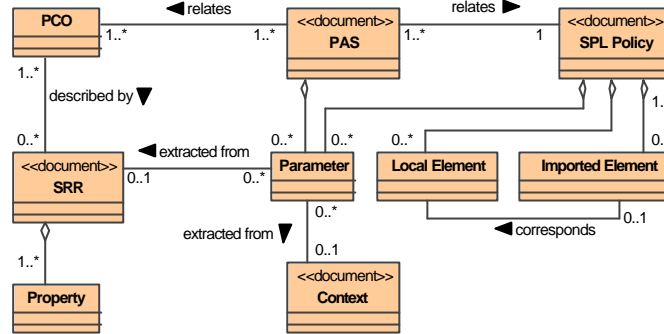 PCO
relates
<<document>>
PAS
relates
<<document>>
SPL Policy
1..*
1..*
1..*
1
1..*
described by
0..*
0..*
0..*
0..*
1..
0..
<<document>>
SRR
extracted from
0..1
0..*
Parameter
Local Element
Imported Element
0..*
0..1
extracted from
corresponds
0..1
1..*
Property
<<document>>
Context